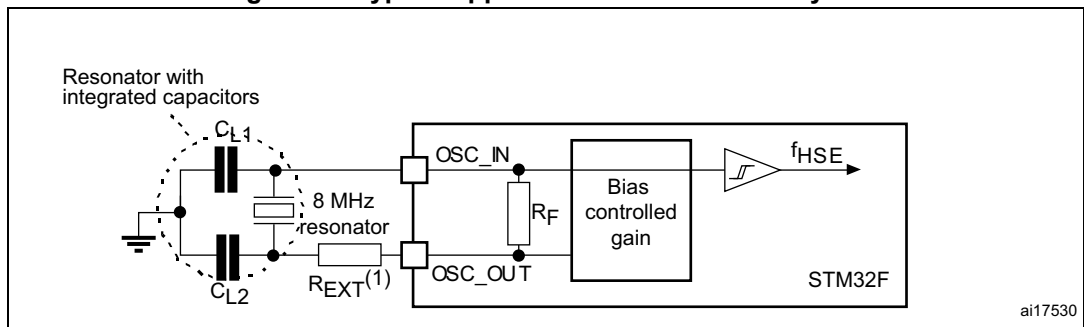 Resonator with
integrated capacitors
CL1
OSC_IN
fHSE
8 MHz
resonator
RF
Bias
controlled
gain
REXT(1)
OSC_OUT
STM32F
CL2
ai17530